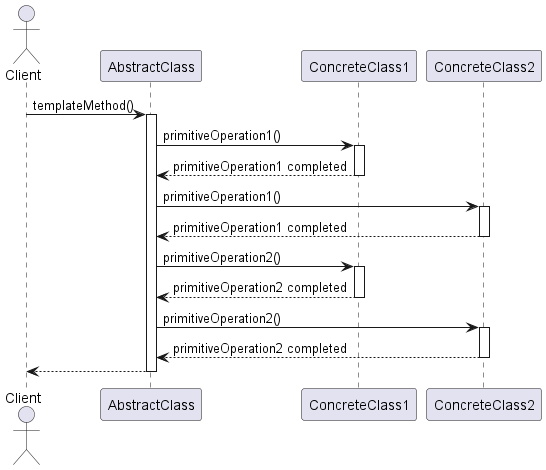 Client
AbstractClass
ConcreteClass1
ConcreteClass2
templateMethod()
primitiveOperation1()
primitiveOperation1 completed
primitiveOperation1()
primitiveOperation1 completed
primitiveOperation2()
primitiveOperation2 completed
primitiveOperation2()
primitiveOperation2 completed
Client
AbstractClass
ConcreteClass1
ConcreteClass2